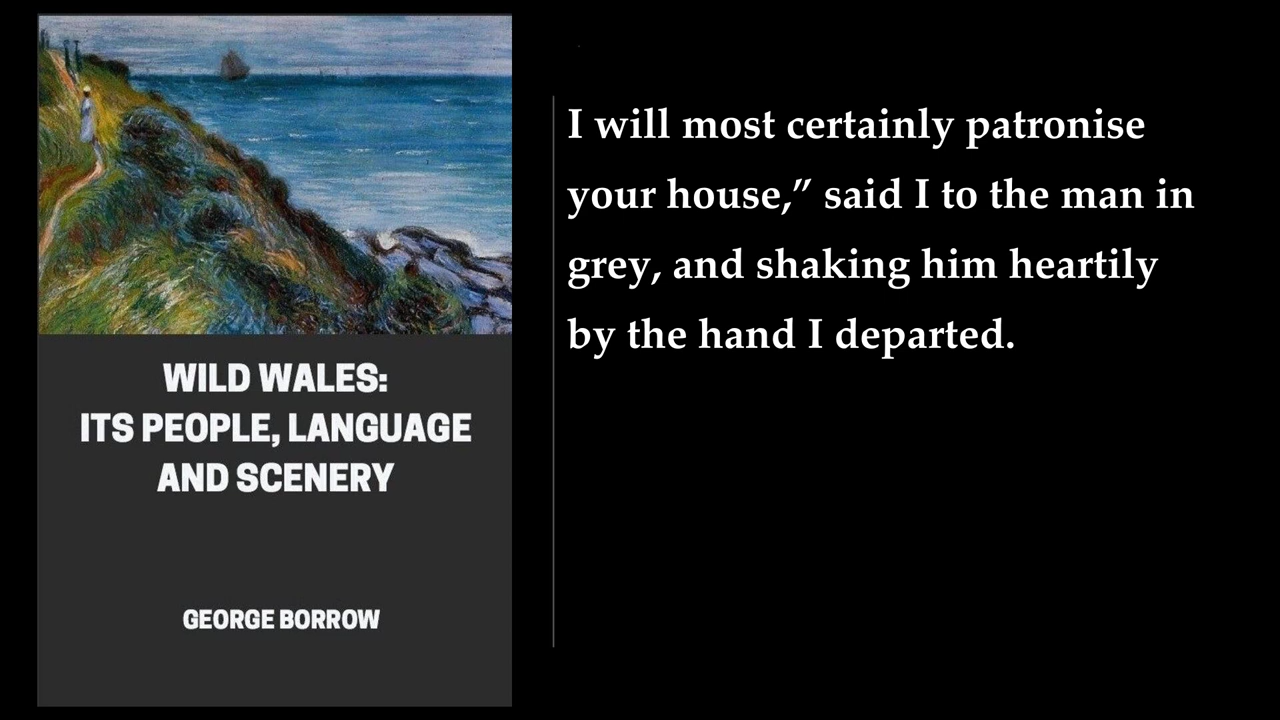 WILD WALES:
ITS PEOPLE, LANGUAGE
AND SCENERY
GEORGE BORROW
I will most certainly patronise
your house,” said I to the man in
grey, and shaking him heartily
by the hand I departed.